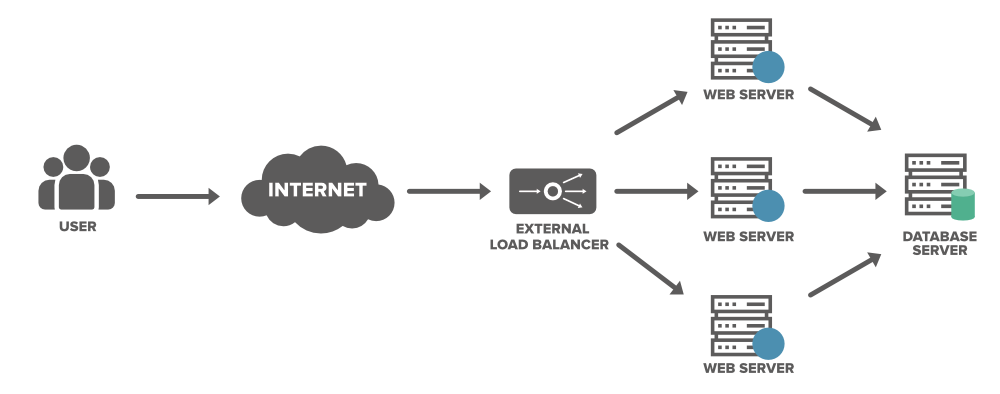 WEB SERVER
INTERNET
USER
EXTERNAL
LOAD BALANCER
WEB SERVER
DATABASE
SERVER
WEB SERVER